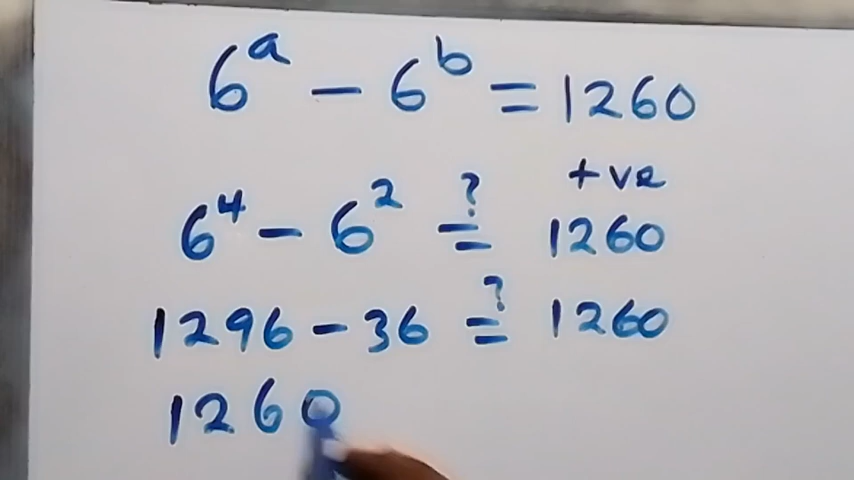 6^a - 6^b = 1260
+ve
6^4 - 6^2 ≟ 1260
1296 - 36 ≟ 1260
1260